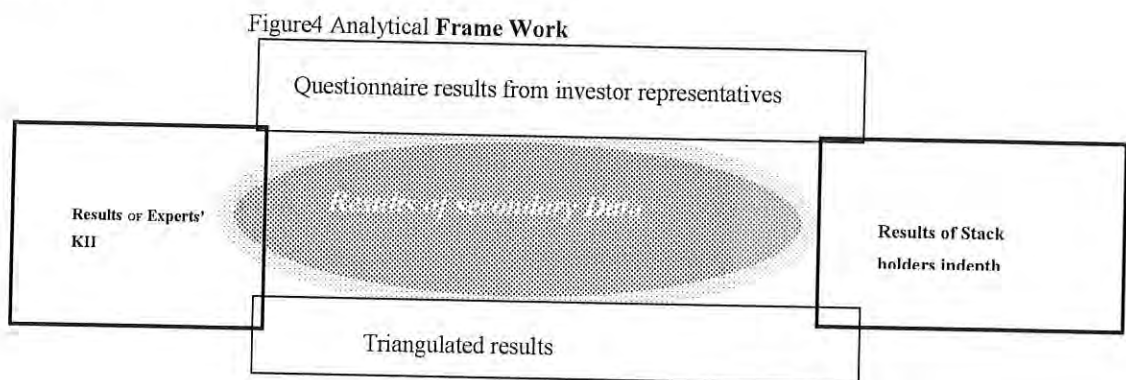 Figure4 Analytical Frame Work
Questionnaire results from investor representatives
Results OF Experts'
KII
Results of Secondary Data
Results of Stack
holders indenth
Triangulated results